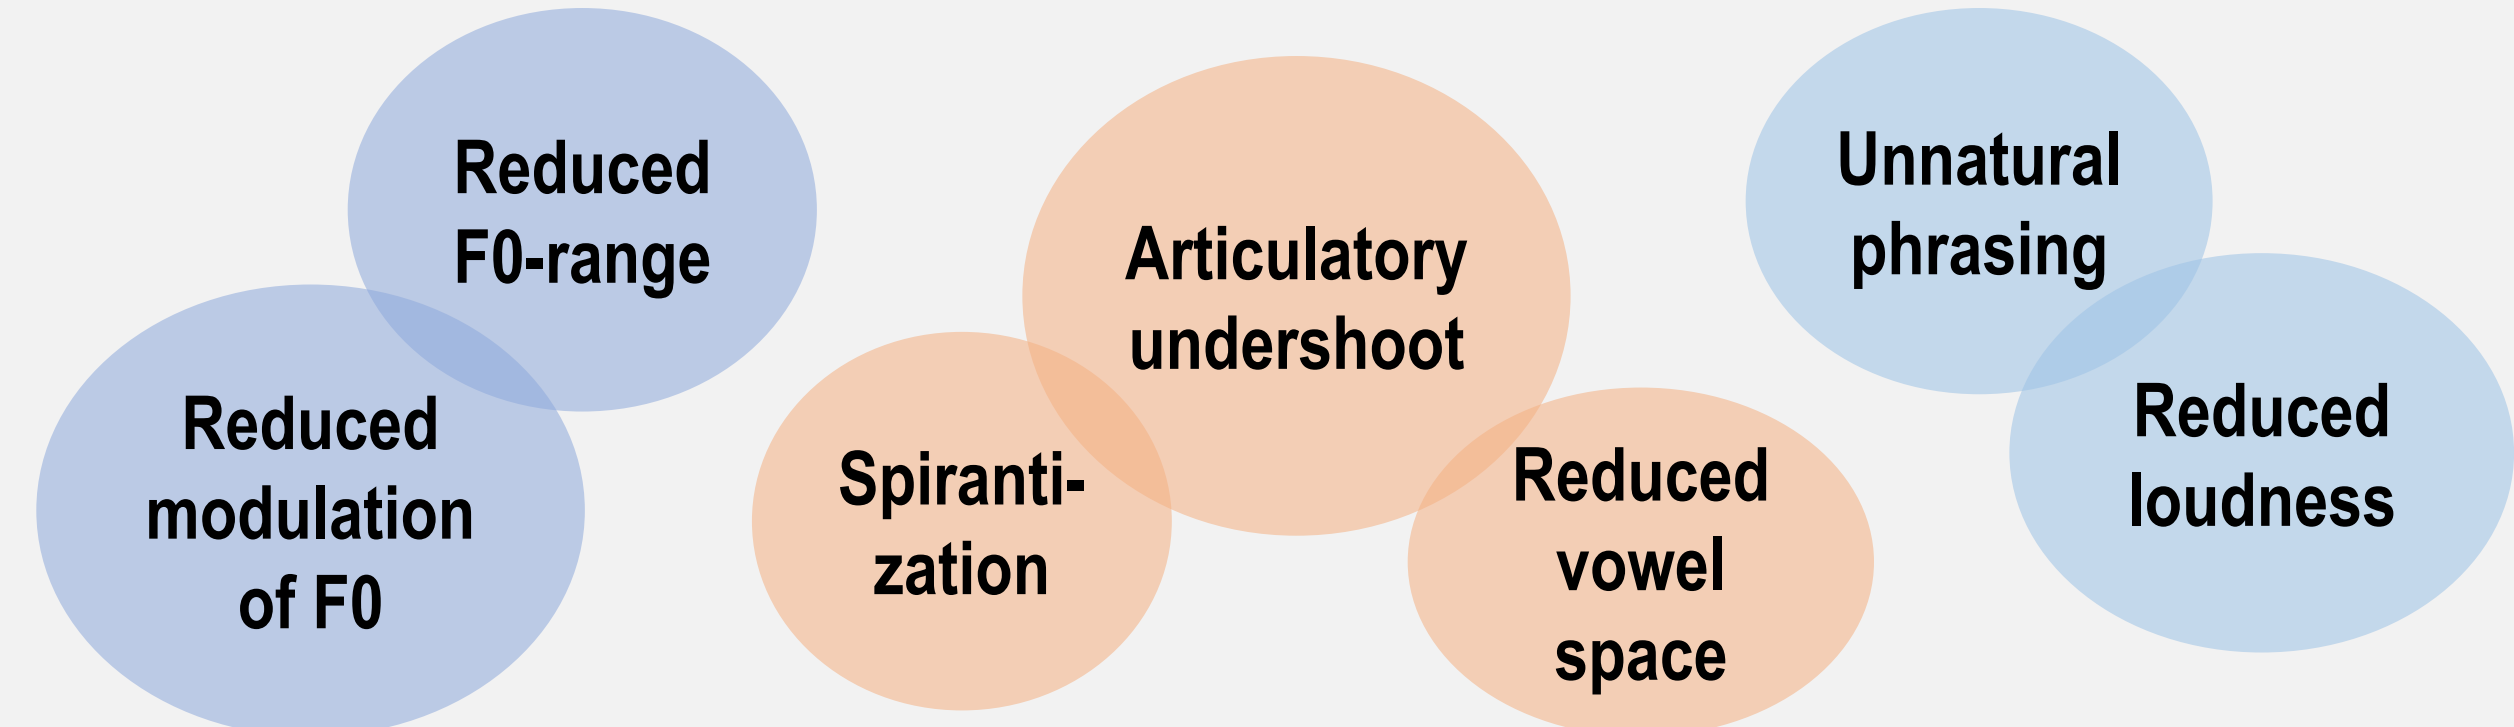 Reduced
F0-range
Reduced
modulation
of F0
Articulatory
undershoot
Spiranti-
zation
Reduced
vowel
space
Unnatural
phrasing
Reduced
loudness